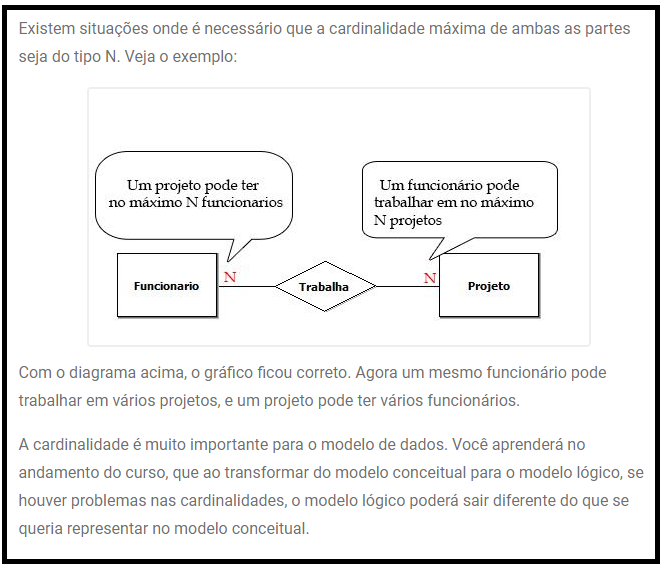 Existem situações onde é necessário que a cardinalidade máxima de ambas as partes
seja do tipo N. Veja o exemplo:
Um projeto pode ter
no máximo N funcionarios
Um funcionário pode
trabalhar em no máximo
N projetos
Funcionario
N
Trabalha
N
Projeto
Com o diagrama acima, o gráfico ficou correto. Agora um mesmo funcionário pode
trabalhar em vários projetos, e um projeto pode ter vários funcionários.
A cardinalidade é muito importante para o modelo de dados. Você aprenderá no
andamento do curso, que ao transformar do modelo conceitual para o modelo lógico, se
houver problemas nas cardinalidades, o modelo lógico poderá sair diferente do que se
queria representar no modelo conceitual.